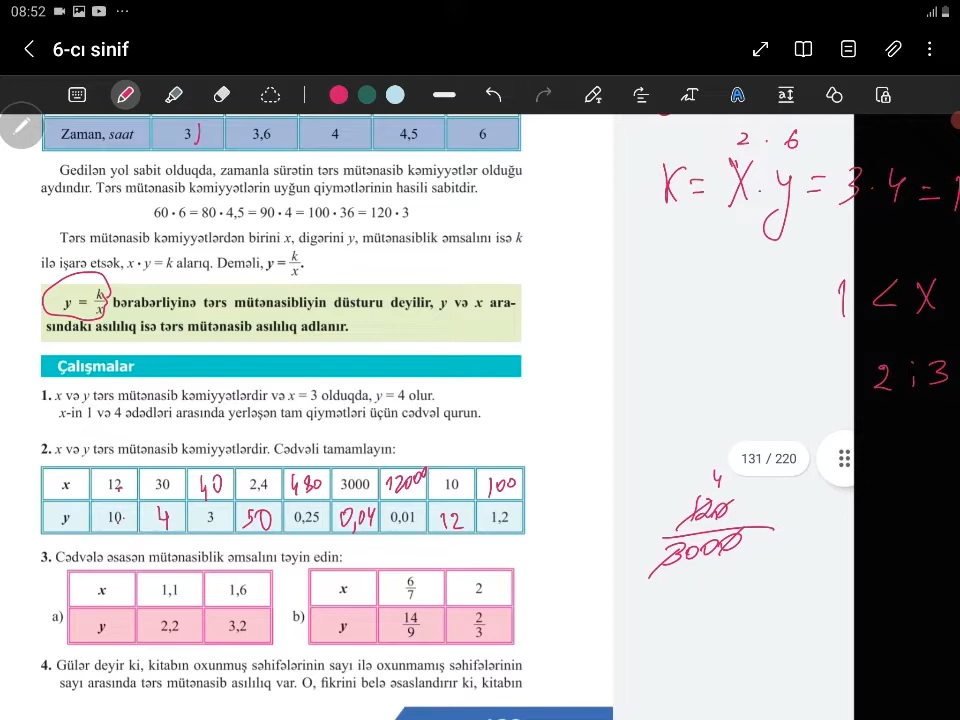 08:52
6-cı sinif
Zaman, saat 3 3,6 4 4,5 6
Gedilən yol sabit olduqda, zamanla sürətin tərs mütənasib kəmiyyətlər olduğu
aydındır. Tərs mütənasib kəmiyyətlərin uyğun qiymətlərinin hasili sabitdir.
60 • 6 = 80 • 4,5 = 90 • 4 = 100 • 36 = 120 • 3
Tərs mütənasib kəmiyyətlərdən birini x, digərini y, mütənasiblik əmsalını isə k
ilə işarə etsək, x • y = k alarıq. Deməli, y = k/x.
y = k/x bərabərliyinə tərs mütənasibliyin düsturu deyilir, y və x ara-
sındakı asılılıq isə tərs mütənasib asılılıq adlanır.
Çalışmalar
1. x və y tərs mütənasib kəmiyyətlərdir və x = 3 olduqda, y = 4 olur.
x-in 1 və 4 ədədləri arasında yerləşən tam qiymətləri üçün cədvəl qurun.
2. x və y tərs mütənasib kəmiyyətlərdir. Cədvəli tamamlayın:
x 12 30 40 2,4 480 3000 12000 10 100
y 10 4 3 50 0,25 0,04 0,01 12 1,2
3. Cədvələ əsasən mütənasiblik əmsalını təyin edin:
a) x 1,1 1,6
y 2,2 3,2
b) x 6/7 2
y 14/9 2/3
4. Gülər deyir ki, kitabın oxunmuş səhifələrinin sayı ilə oxunmamış səhifələrinin
sayı arasında tərs mütənasib asılılıq var. O, fikrini belə əsaslandırır ki, kitabın
2 . 6
K = X . y = 3 . 4 = 1
1 < X
2 ; 3
131 / 220
4
120
3000